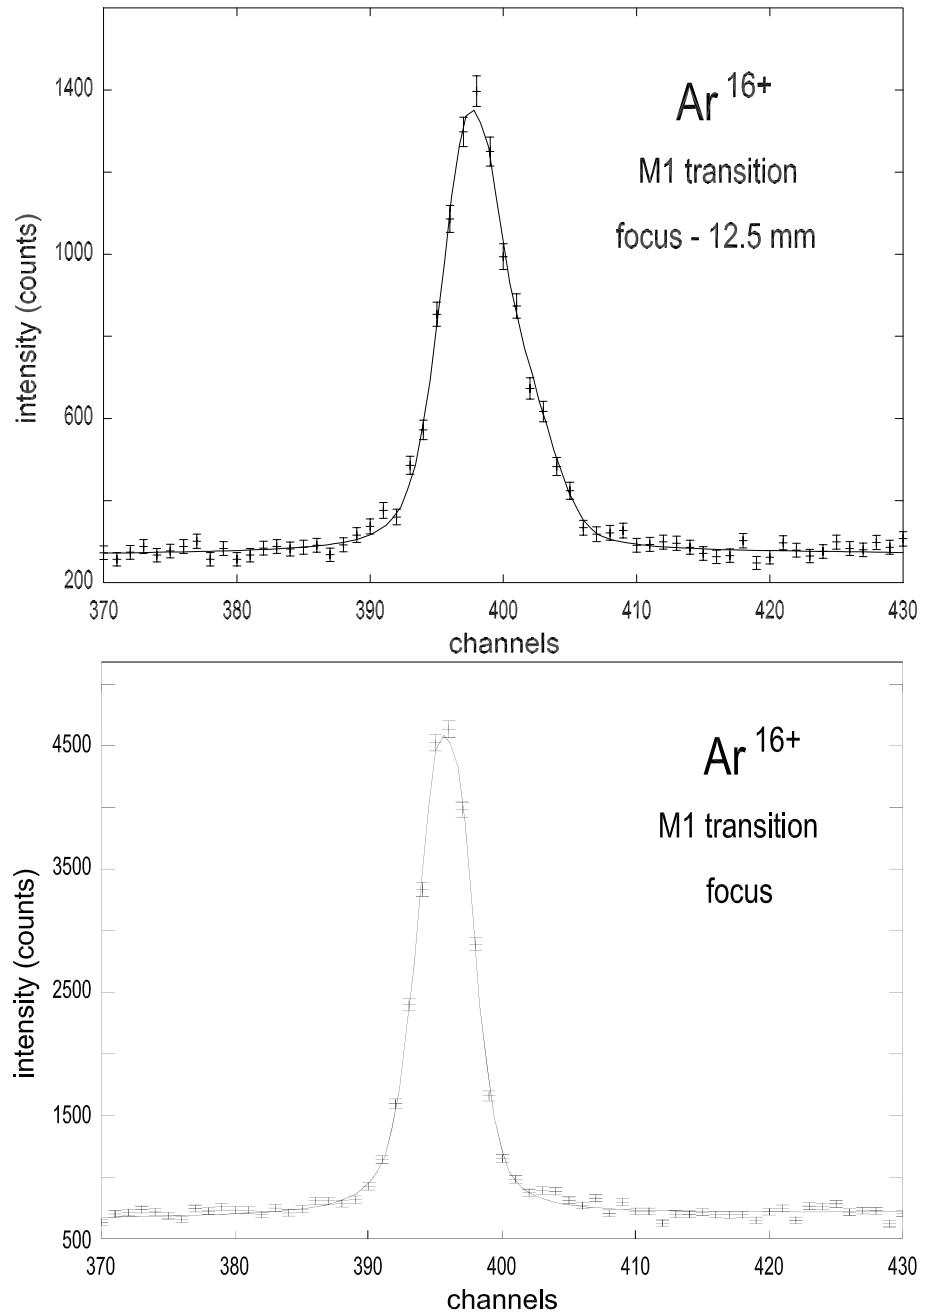 1400
1000
600
200
intensity (counts)
Ar 16+
M1 transition
focus - 12.5 mm
370 380 390 400 410 420 430
channels
4500
3500
2500
1500
500
intensity (counts)
Ar 16+
M1 transition
focus
370 380 390 400 410 420 430
channels